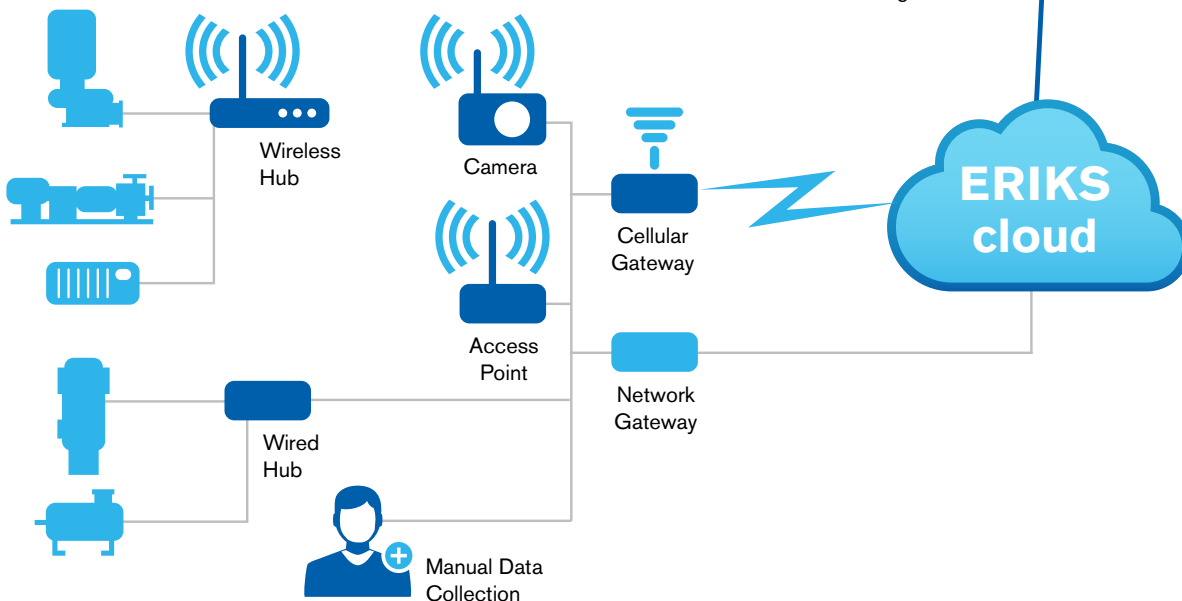 Wireless
Hub
Camera
Cellular
Gateway
ERIKS
cloud
Access
Point
Network
Gateway
Wired
Hub
Manual Data
Collection